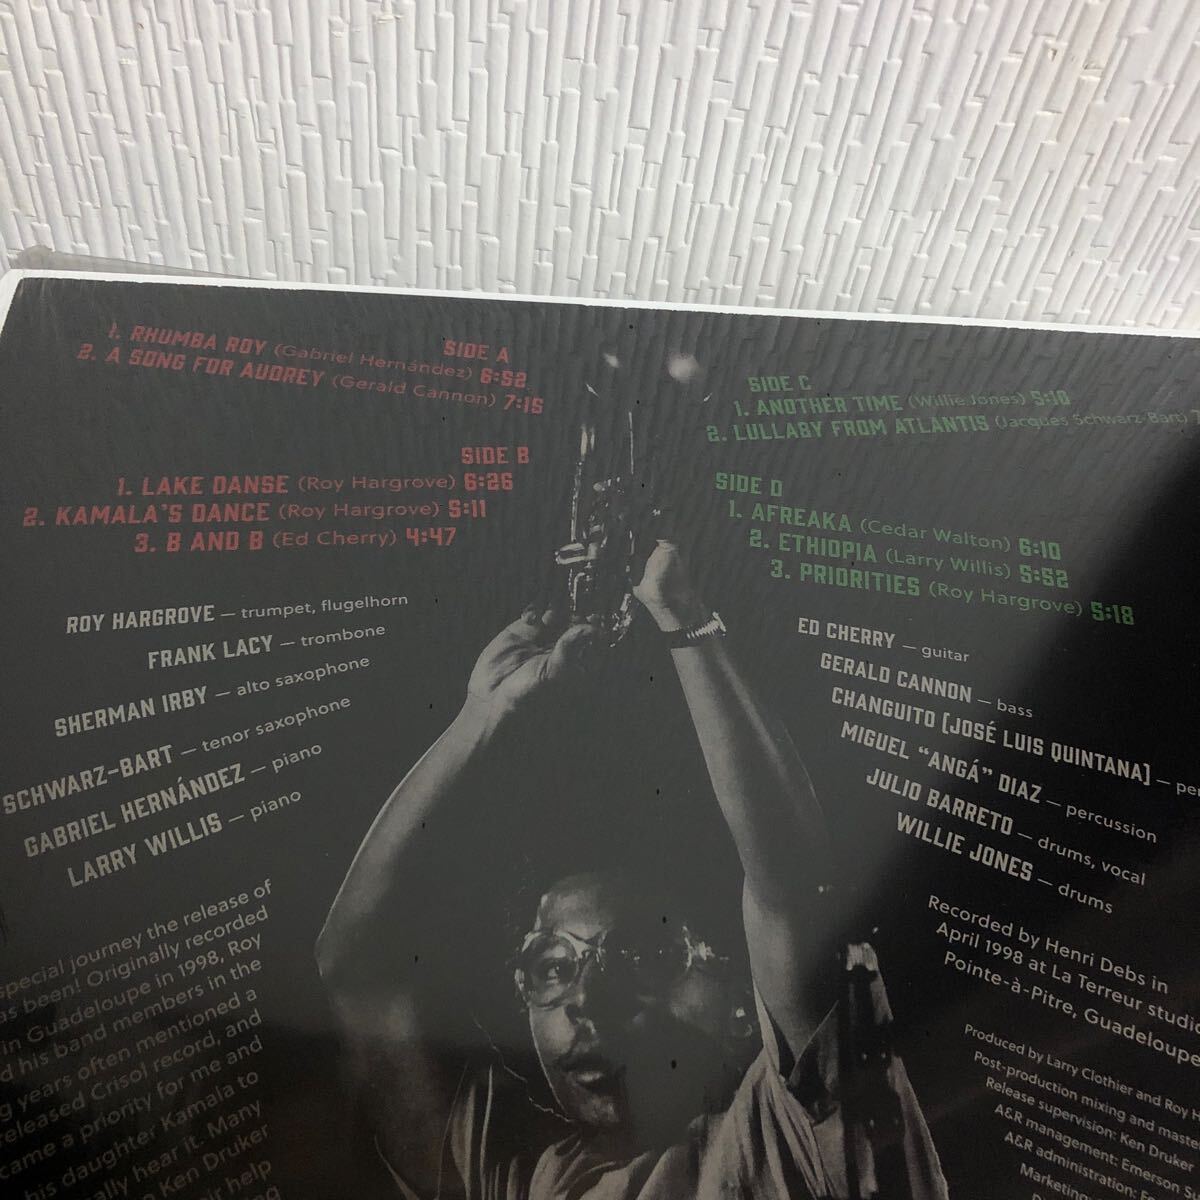 SIDE A
1. RHUMBA ROY (Gabriel Hernández) 6:52
2. A SONG FOR AUDREY (Gerald Cannon) 7:15
SIDE B
1. LAKE DANSE (Roy Hargrove) 6:26
2. KAMALA'S DANCE (Roy Hargrove) 5:11
3. B AND B (Ed Cherry) 4:47
SIDE C
1. ANOTHER TIME (Willie Jones) 5:10
2. LULLABY FROM ATLANTIS (Jacques Schwarz-Bart)
SIDE D
1. AFREAKA (Cedar Walton) 6:10
2. ETHIOPIA (Larry Willis) 5:52
3. PRIORITIES (Roy Hargrove) 5:18
ROY HARGROVE — trumpet, flugelhorn
FRANK LACY — trombone
SHERMAN IRBY — alto saxophone
SCHWARZ-BART — tenor saxophone
GABRIEL HERNÁNDEZ — piano
LARRY WILLIS — piano
ED CHERRY — guitar
GERALD CANNON — bass
CHANGUITO [JOSÉ LUIS QUINTANA] —
MIGUEL “ANGÁ” DIAZ — percussion
JULIO BARRETO — drums, vocal
WILLIE JONES — drums
special journey the release of
been! Originally recorded
in Guadeloupe in 1998, Roy
his band members in the
years often mentioned a
released Crisol record, and
a priority for me and
his daughter Kamala to
hear it. Many
Ken Druker
help
Recorded by Henri Debs in
April 1998 at La Terreur
Pointe-à-Pitre, Guadeloupe
Produced by Larry Clothier and Roy
Post-production mixing and
Release supervision: Ken Druker
A&R management: Emerson
A&R administration:
Marketing